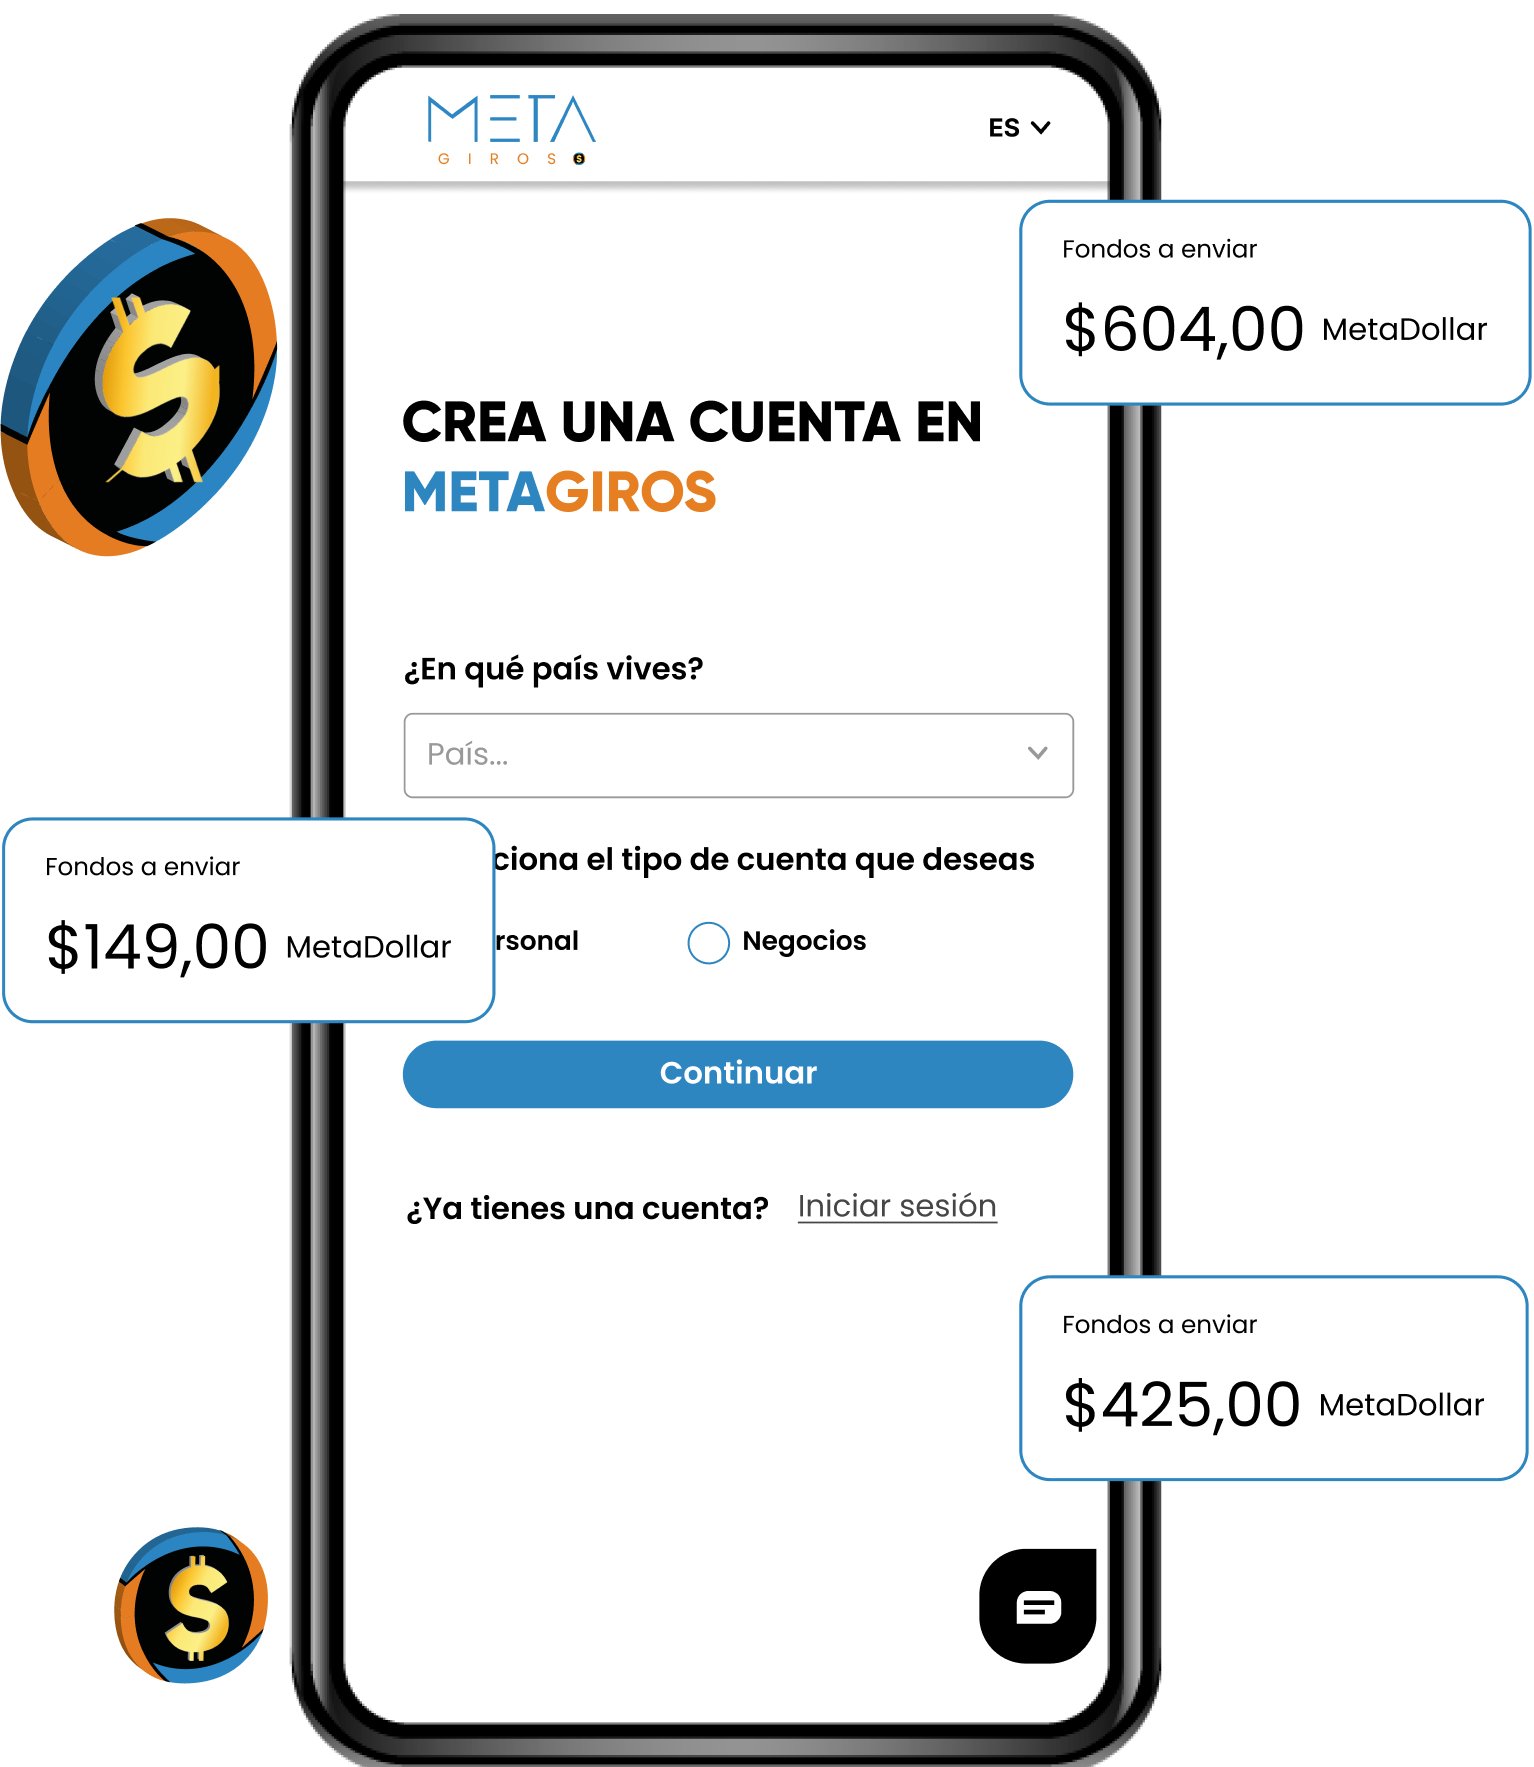 META
GIROS
ES
Fondos a enviar
$604,00 MetaDollar
CREA UNA CUENTA EN
METAGIROS
¿En qué país vives?
País...
ciona el tipo de cuenta que deseas
Fondos a enviar
$149,00 MetaDollar
rsonal
Negocios
Continuar
¿Ya tienes una cuenta? Iniciar sesión
Fondos a enviar
$425,00 MetaDollar